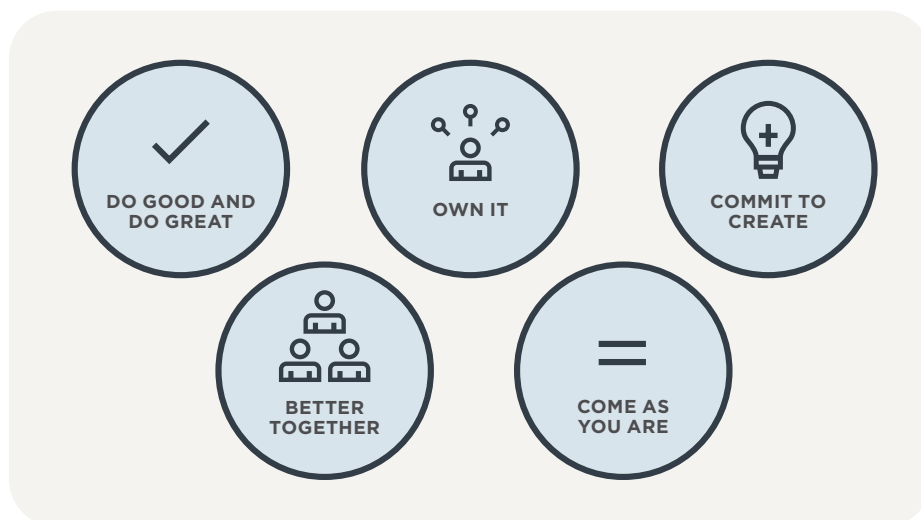 DO GOOD AND
DO GREAT
OWN IT
COMMIT TO
CREATE
BETTER
TOGETHER
COME AS
YOU ARE